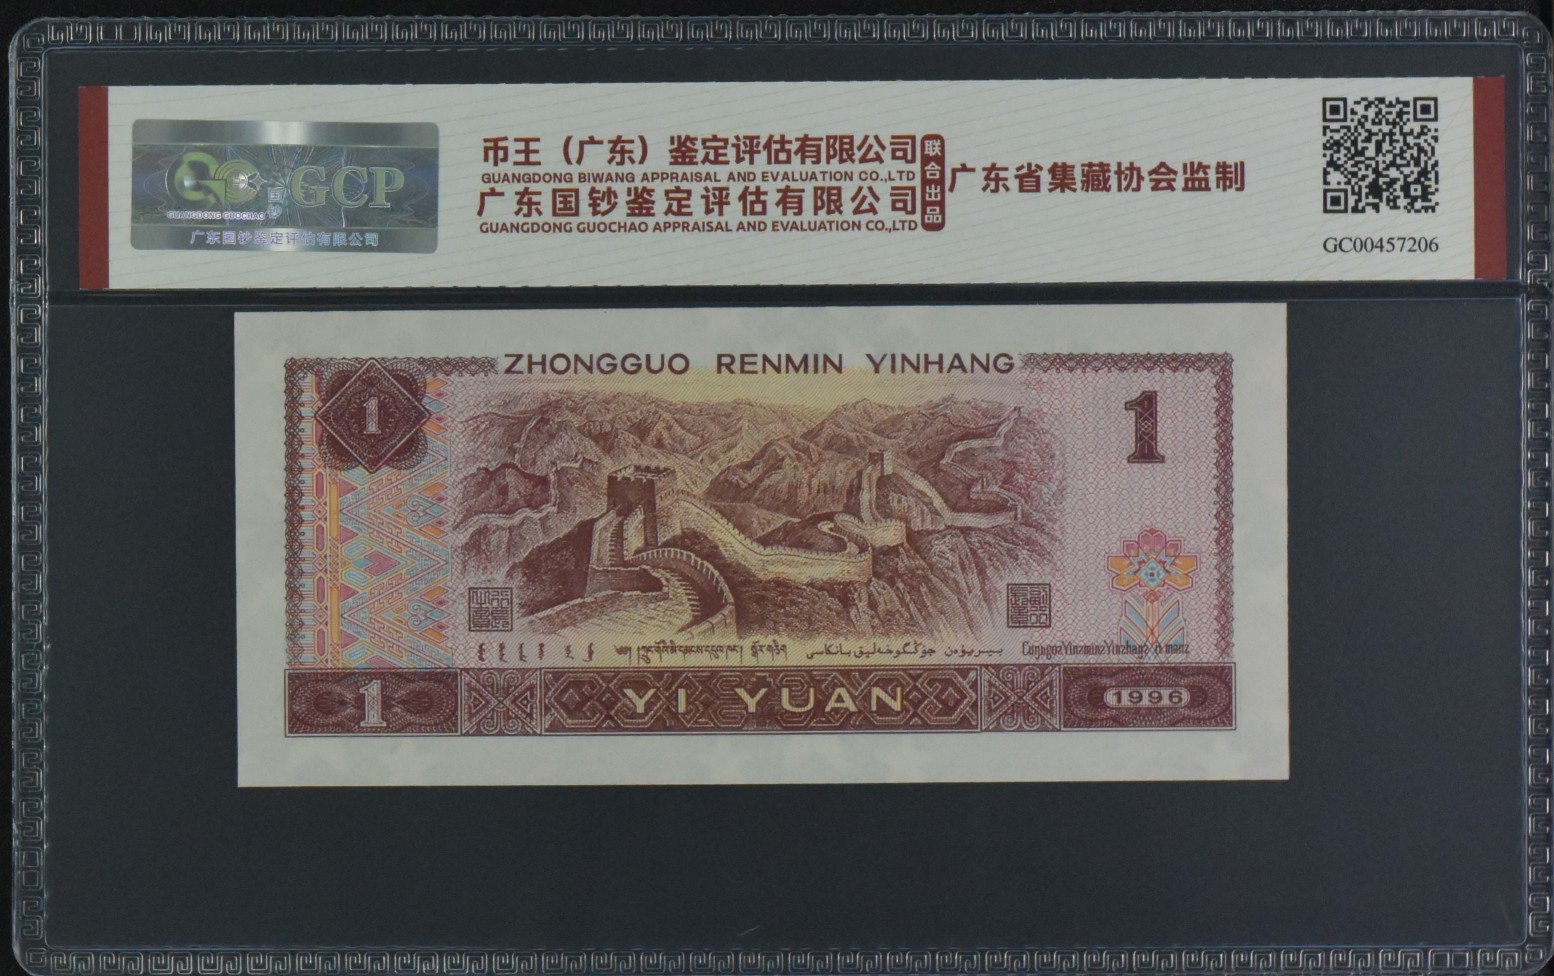 GCP
国钞
GUANGDONG GUOCHAO
广东国钞鉴定评估有限公司
币王（广东）鉴定评估有限公司
GUANGDONG BIWANG APPRAISAL AND EVALUATION CO.,LTD
广东国钞鉴定评估有限公司
GUANGDONG GUOCHAO APPRAISAL AND EVALUATION CO.,LTD
联合出品
广东省集藏协会监制
GC00457206
ZHONGGUO RENMIN YINHANG
1
1
1
YI YUAN
1996